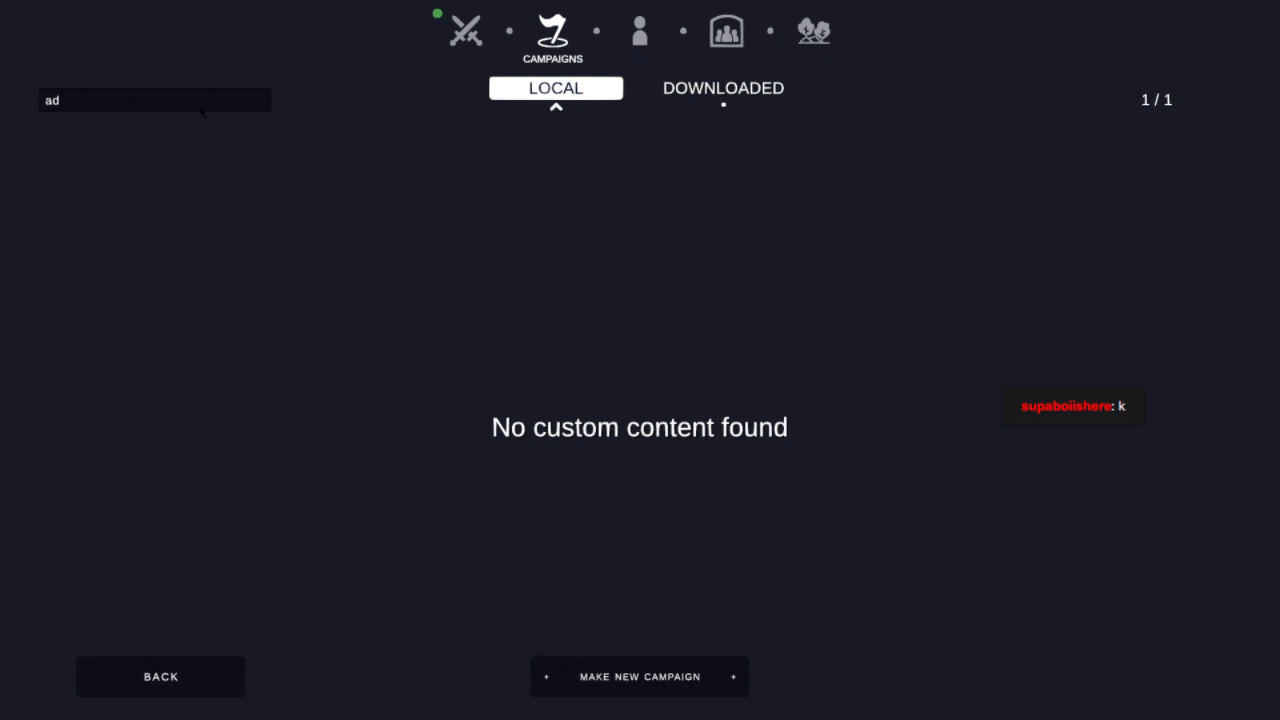 CAMPAIGNS
LOCAL
DOWNLOADED
ad
1 / 1
supaboiishere: k
No custom content found
BACK
+ MAKE NEW CAMPAIGN +